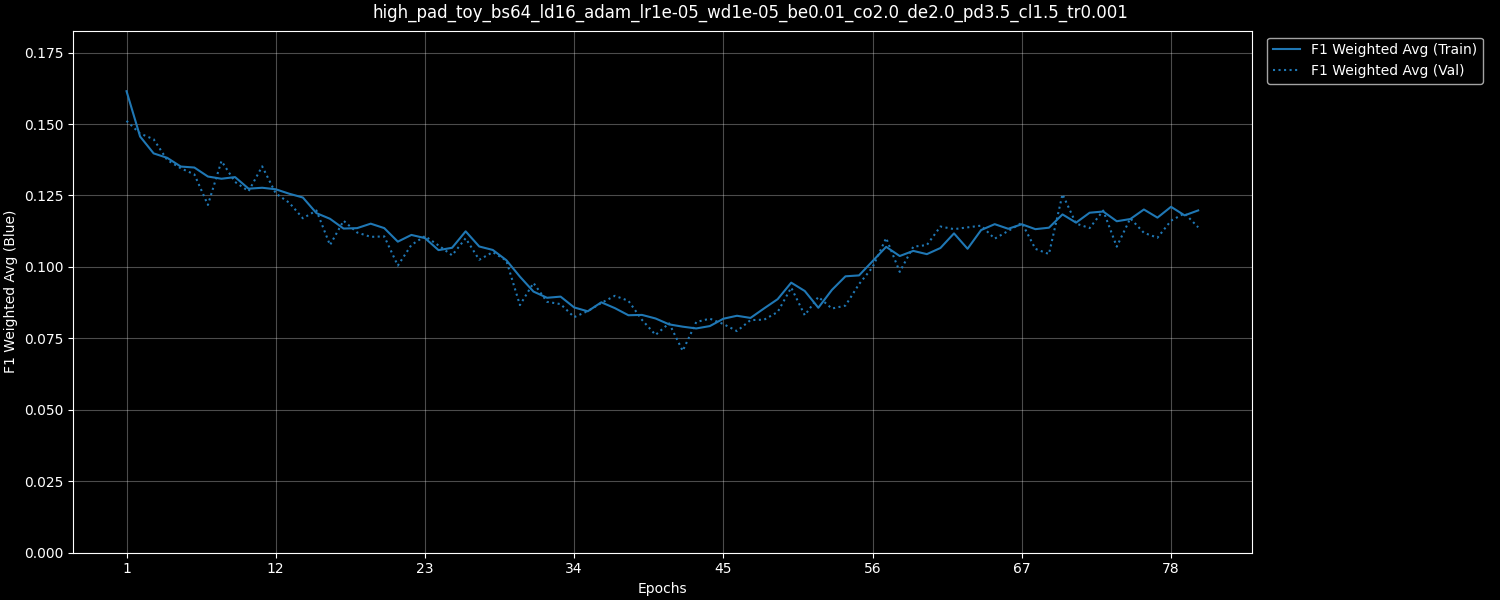 high_pad_toy_bs64_ld16_adam_lr1e-05_wd1e-05_be0.01_co2.0_de2.0_pd3.5_cl1.5_tr0.001
F1 Weighted Avg (Train)
F1 Weighted Avg (Val)
F1 Weighted Avg (Blue)
0.175
0.150
0.125
0.100
0.075
0.050
0.025
0.000
1 12 23 34 45 56 67 78
Epochs